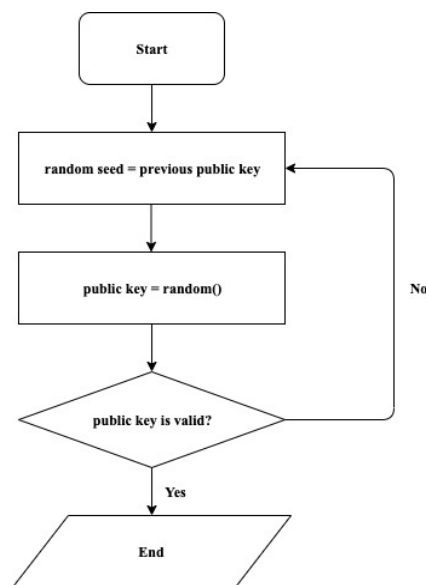 Start
random seed = previous public key
public key = random()
No
public key is valid?
Yes
End